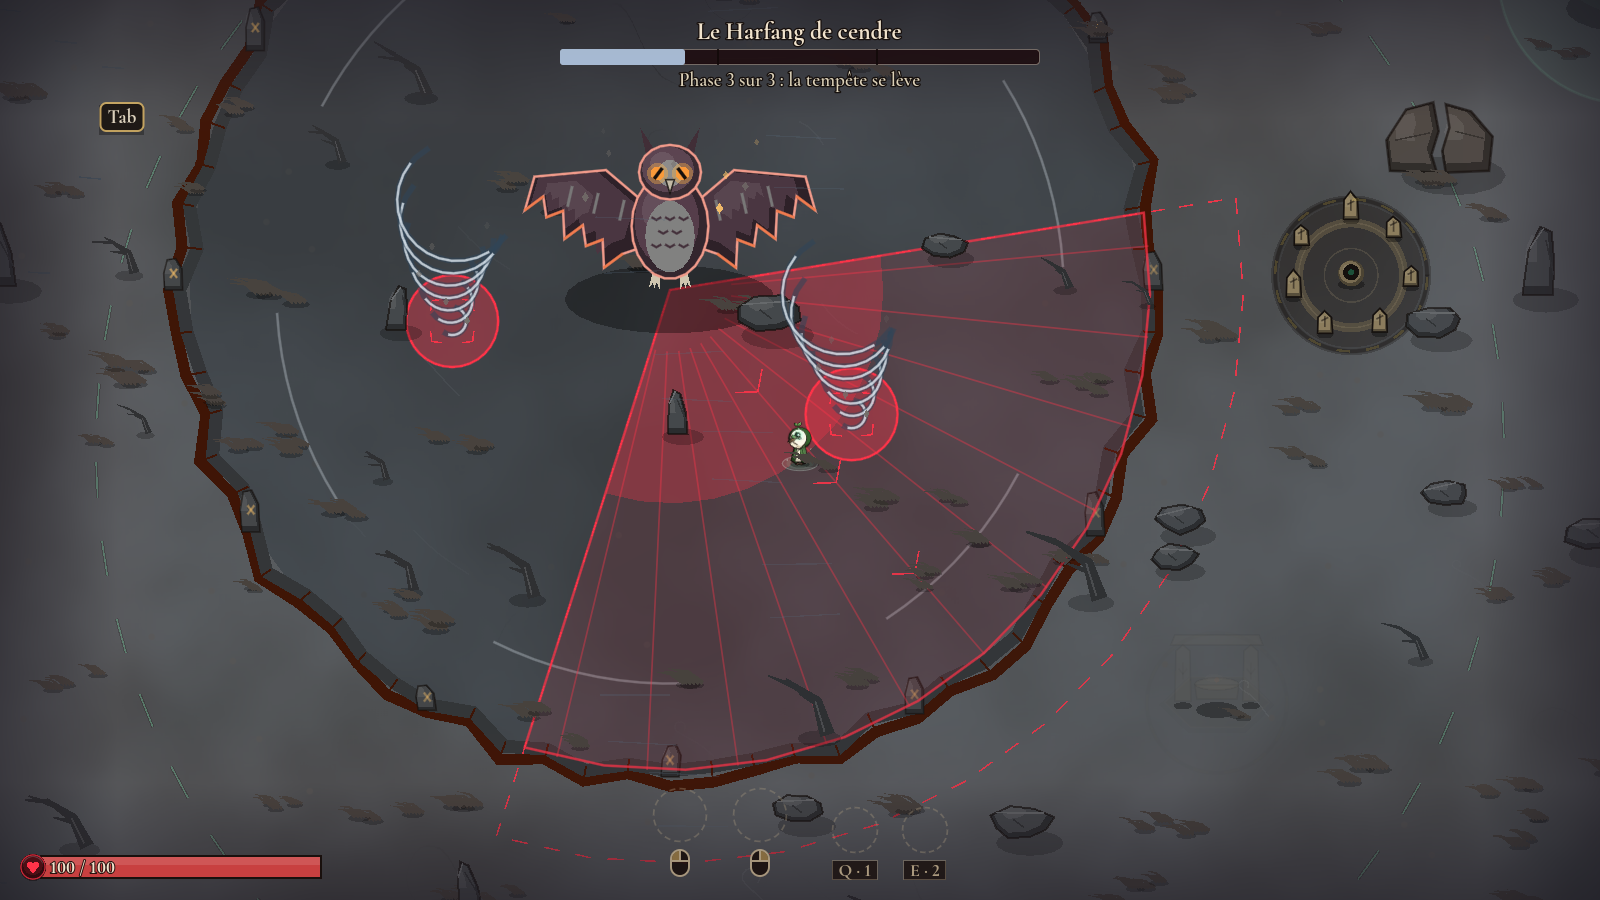 Le Harfang de cendre
Phase 3 sur 3 : la tempête se lève
Tab
100 / 100
Q · 1
E · 2